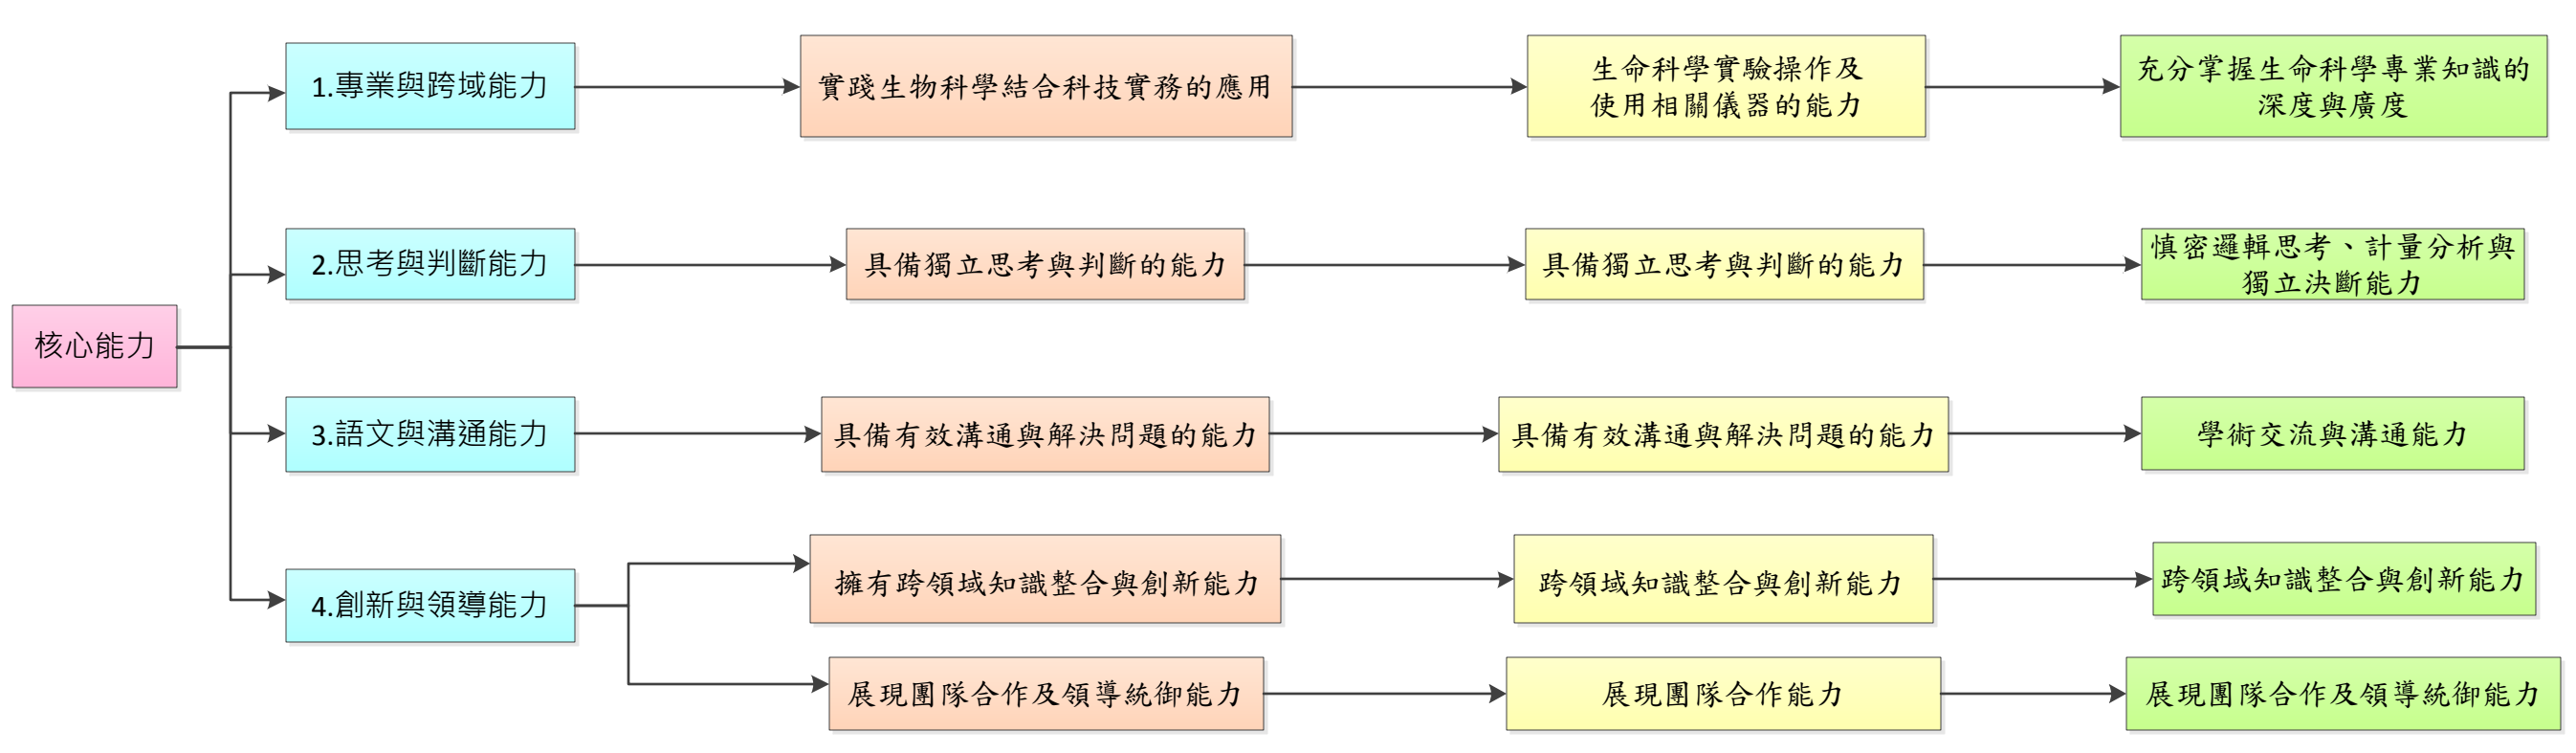 核心能力
1.專業與跨域能力
實踐生物科學結合科技實務的應用
生命科學實驗操作及
使用相關儀器的能力
充分掌握生命科學專業知識的
深度與廣度
2.思考與判斷能力
具備獨立思考與判斷的能力
具備獨立思考與判斷的能力
慎密邏輯思考、計量分析與
獨立決斷能力
3.語文與溝通能力
具備有效溝通與解決問題的能力
具備有效溝通與解決問題的能力
學術交流與溝通能力
4.創新與領導能力
擁有跨領域知識整合與創新能力
跨領域知識整合與創新能力
跨領域知識整合與創新能力
展現團隊合作及領導統御能力
展現團隊合作能力
展現團隊合作及領導統御能力